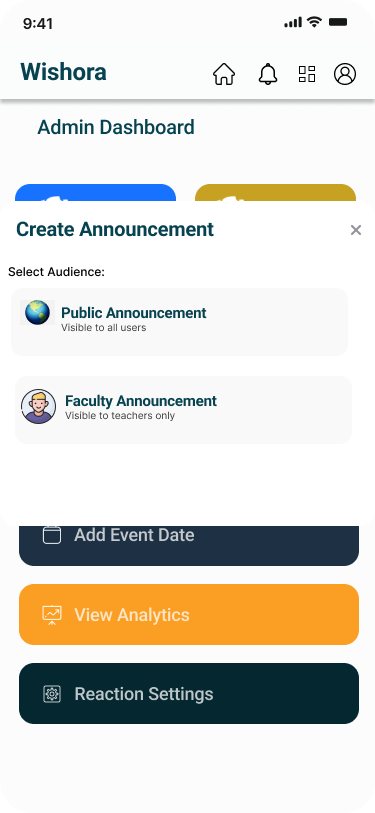 9:41
Wishora
Admin Dashboard
Create Announcement
Select Audience:
Public Announcement
Visible to all users
Faculty Announcement
Visible to teachers only
Add Event Date
View Analytics
Reaction Settings